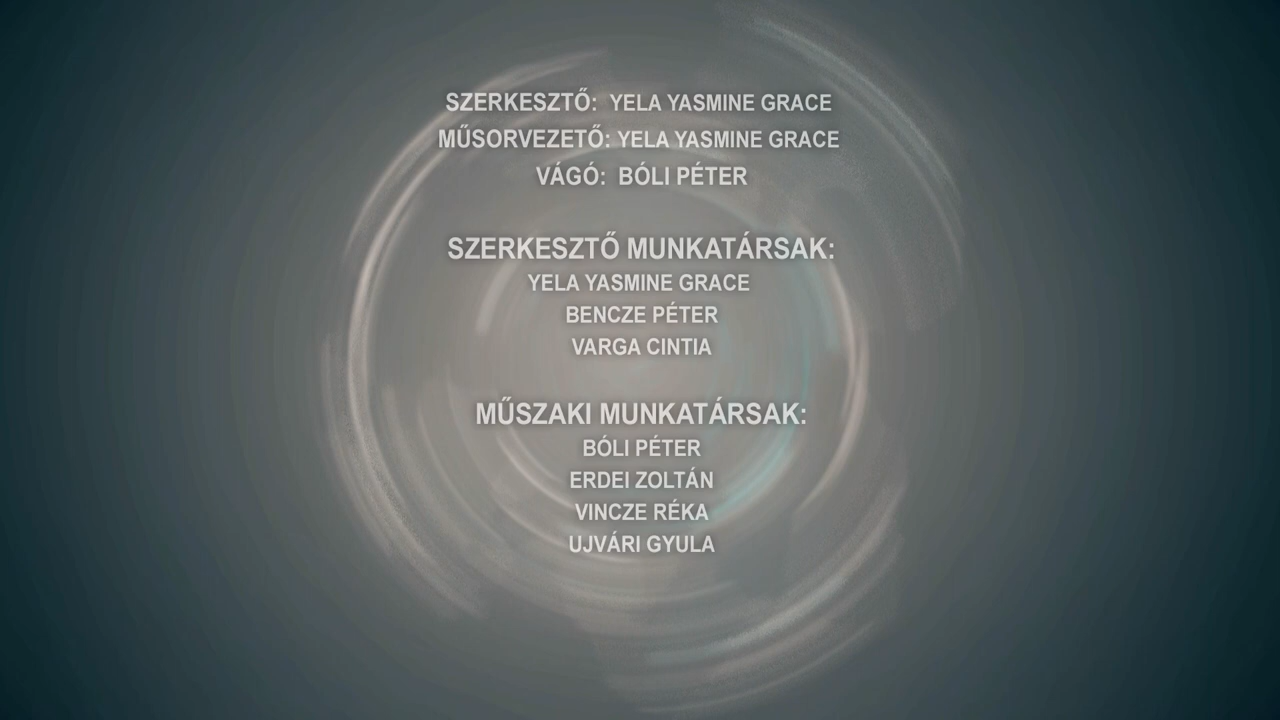 SZERKESZTŐ: YELA YASMINE GRACE
MŰSORVEZETŐ: YELA YASMINE GRACE
VÁGÓ: BÓLI PÉTER
SZERKESZTŐ MUNKATÁRSAK:
YELA YASMINE GRACE
BENCZE PÉTER
VARGA CINTIA
MŰSZAKI MUNKATÁRSAK:
BÓLI PÉTER
ERDEI ZOLTÁN
VINCZE RÉKA
UJVÁRI GYULA